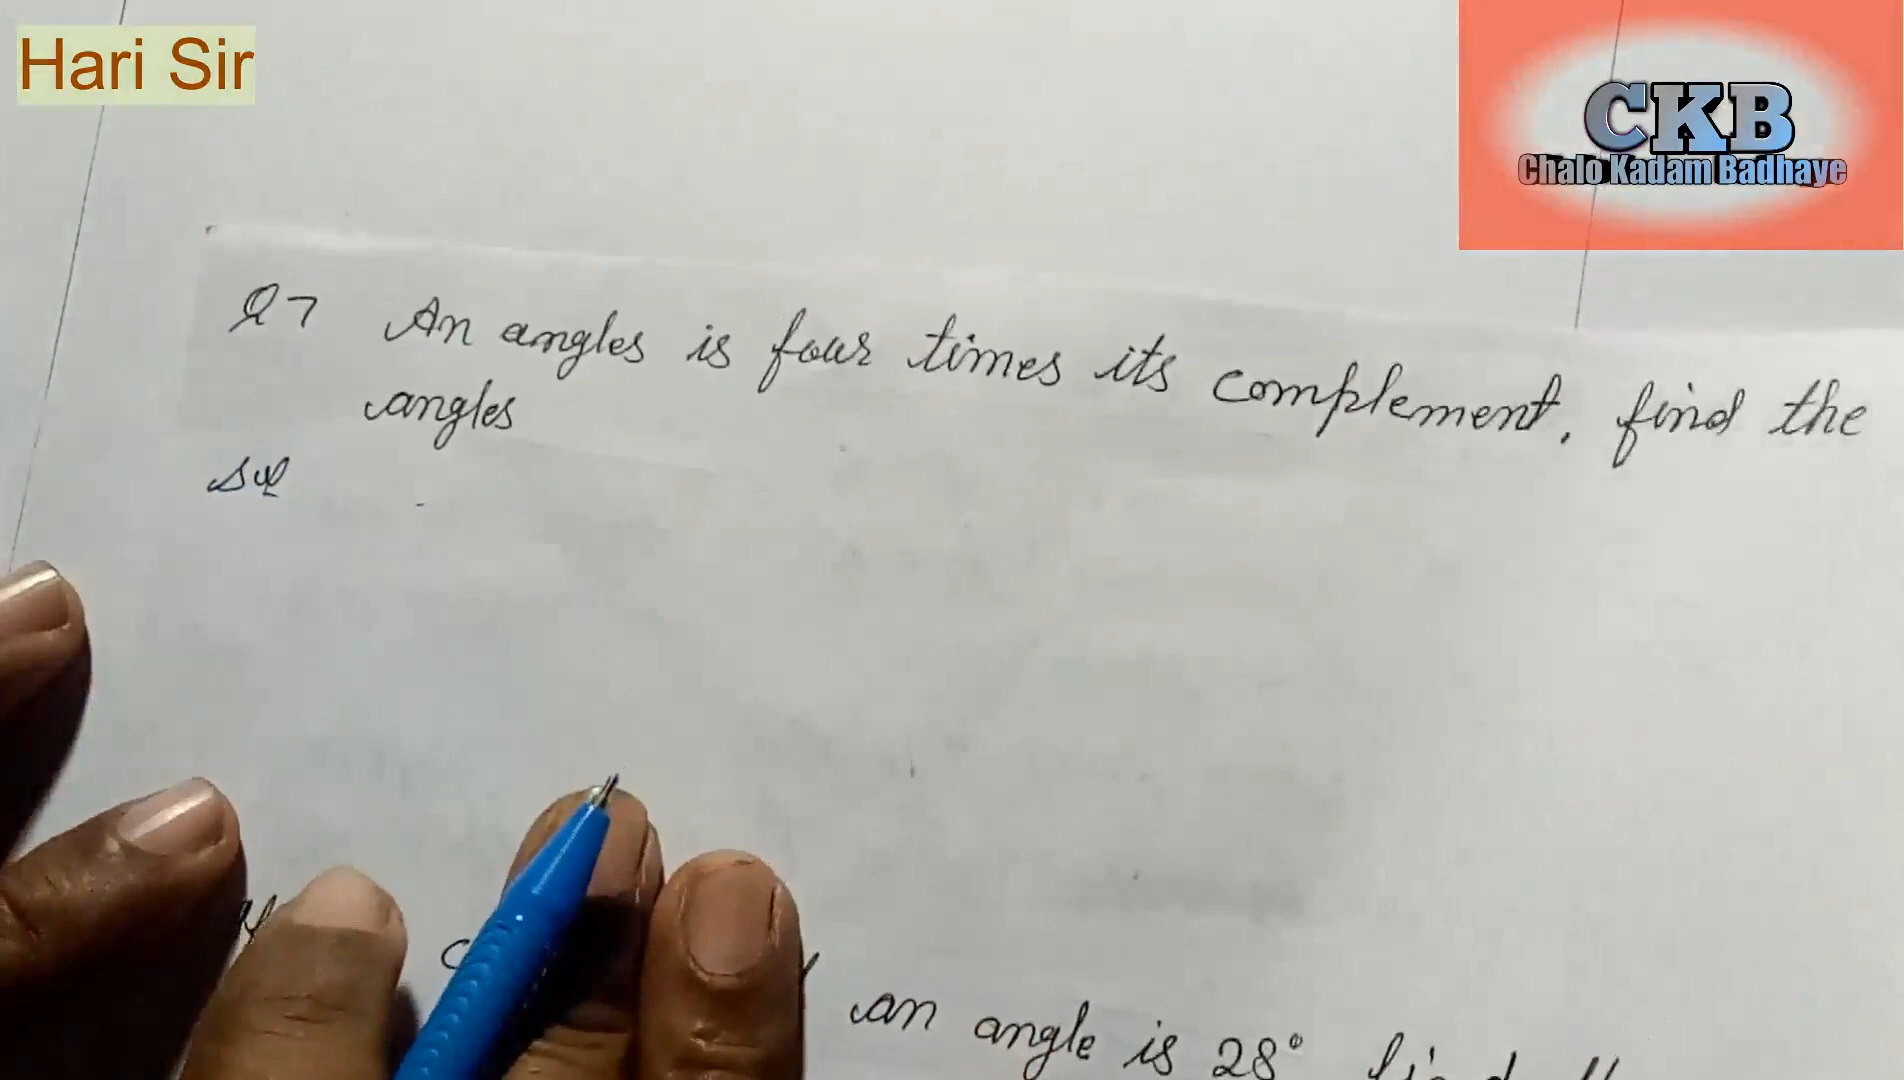 Hari Sir
CKB
Chalo Kadam Badhaye
Q7 An angles is four times its complement, find the
angles
Sol
an angle is 28°